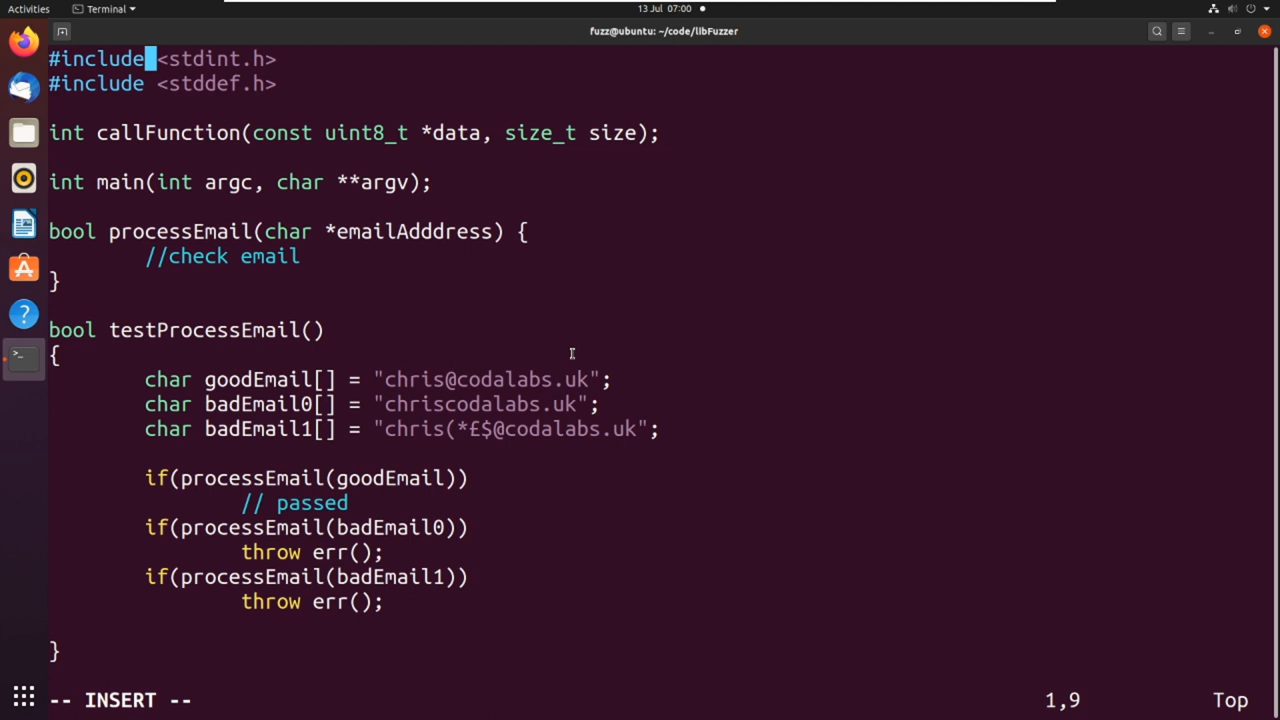 Activities
Terminal
13 Jul 07:00
fuzz@ubuntu: ~/code/libFuzzer
#include <stdint.h>
#include <stddef.h>
int callFunction(const uint8_t *data, size_t size);
int main(int argc, char **argv);
bool processEmail(char *emailAdddress) {
//check email
}
bool testProcessEmail()
{
char goodEmail[] = "chris@codalabs.uk";
char badEmail0[] = "chriscodalabs.uk";
char badEmail1[] = "chris(*£$@codalabs.uk";
if(processEmail(goodEmail))
// passed
if(processEmail(badEmail0))
throw err();
if(processEmail(badEmail1))
throw err();
}
-- INSERT --
1,9
Top